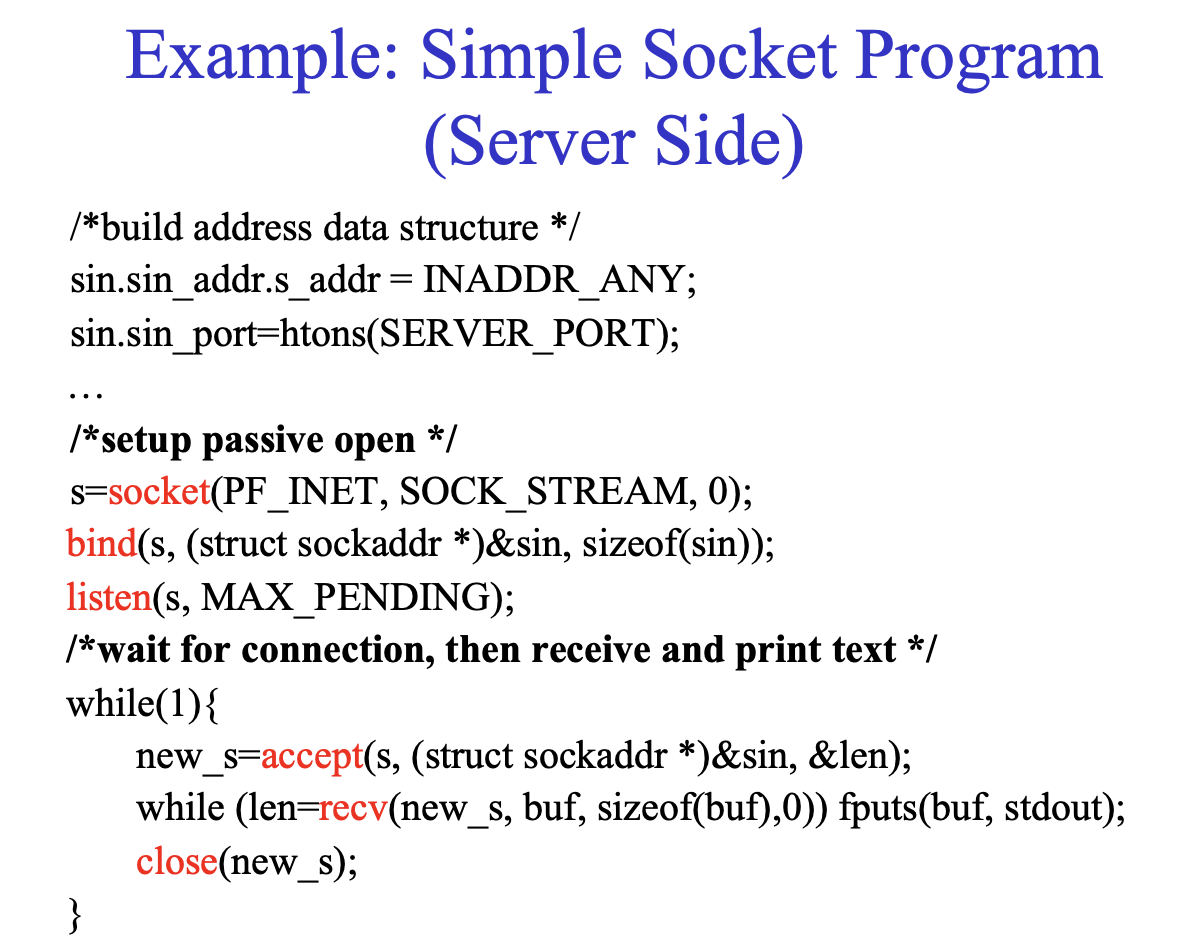 Example: Simple Socket Program
(Server Side)
/*build address data structure */
sin.sin_addr.s_addr = INADDR_ANY;
sin.sin_port=htons(SERVER_PORT);
…
/*setup passive open */
s=socket(PF_INET, SOCK_STREAM, 0);
bind(s, (struct sockaddr *)&sin, sizeof(sin));
listen(s, MAX_PENDING);
/*wait for connection, then receive and print text */
while(1){
new_s=accept(s, (struct sockaddr *)&sin, &len);
while (len=recv(new_s, buf, sizeof(buf),0)) fputs(buf, stdout);
close(new_s);
}